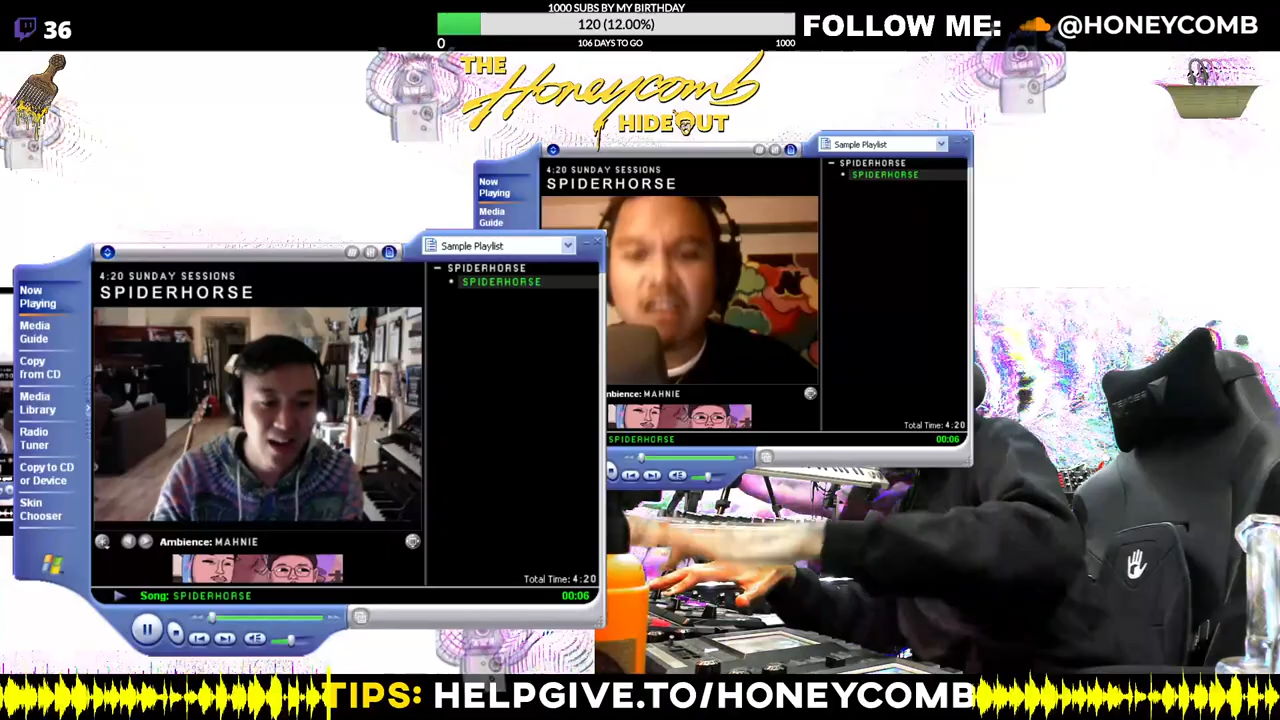 36
1000 SUBS BY MY BIRTHDAY
120 (12.00%)
0
106 DAYS TO GO
1000
FOLLOW ME:
@HONEYCOMB
THE
Honeycomb
HIDEOUT
Sample Playlist
4:20 SUNDAY SESSIONS
SPIDERHORSE
SPIDERHORSE
SPIDERHORSE
Now
Playing
Media
Guide
mbience: MAHNIE
Total Time: 4:20
SPIDERHORSE
00:06
Sample Playlist
4:20 SUNDAY SESSIONS
SPIDERHORSE
SPIDERHORSE
SPIDERHORSE
Now
Playing
Media
Guide
Copy
from CD
Media
Library
Radio
Tuner
Copy to CD
or Device
Skin
Chooser
Ambience: MAHNIE
Total Time: 4:20
Song: SPIDERHORSE
00:06
TIPS: HELPGIVE.TO/HONEYCOMB